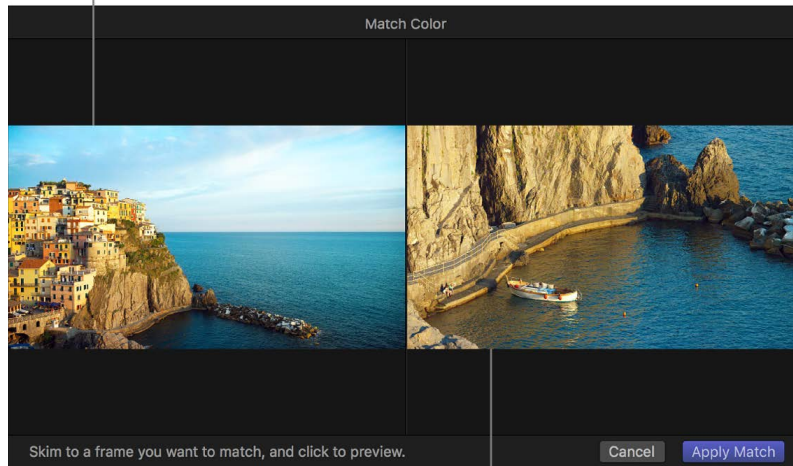 Match Color
Skim to a frame you want to match, and click to preview.
Cancel
Apply Match